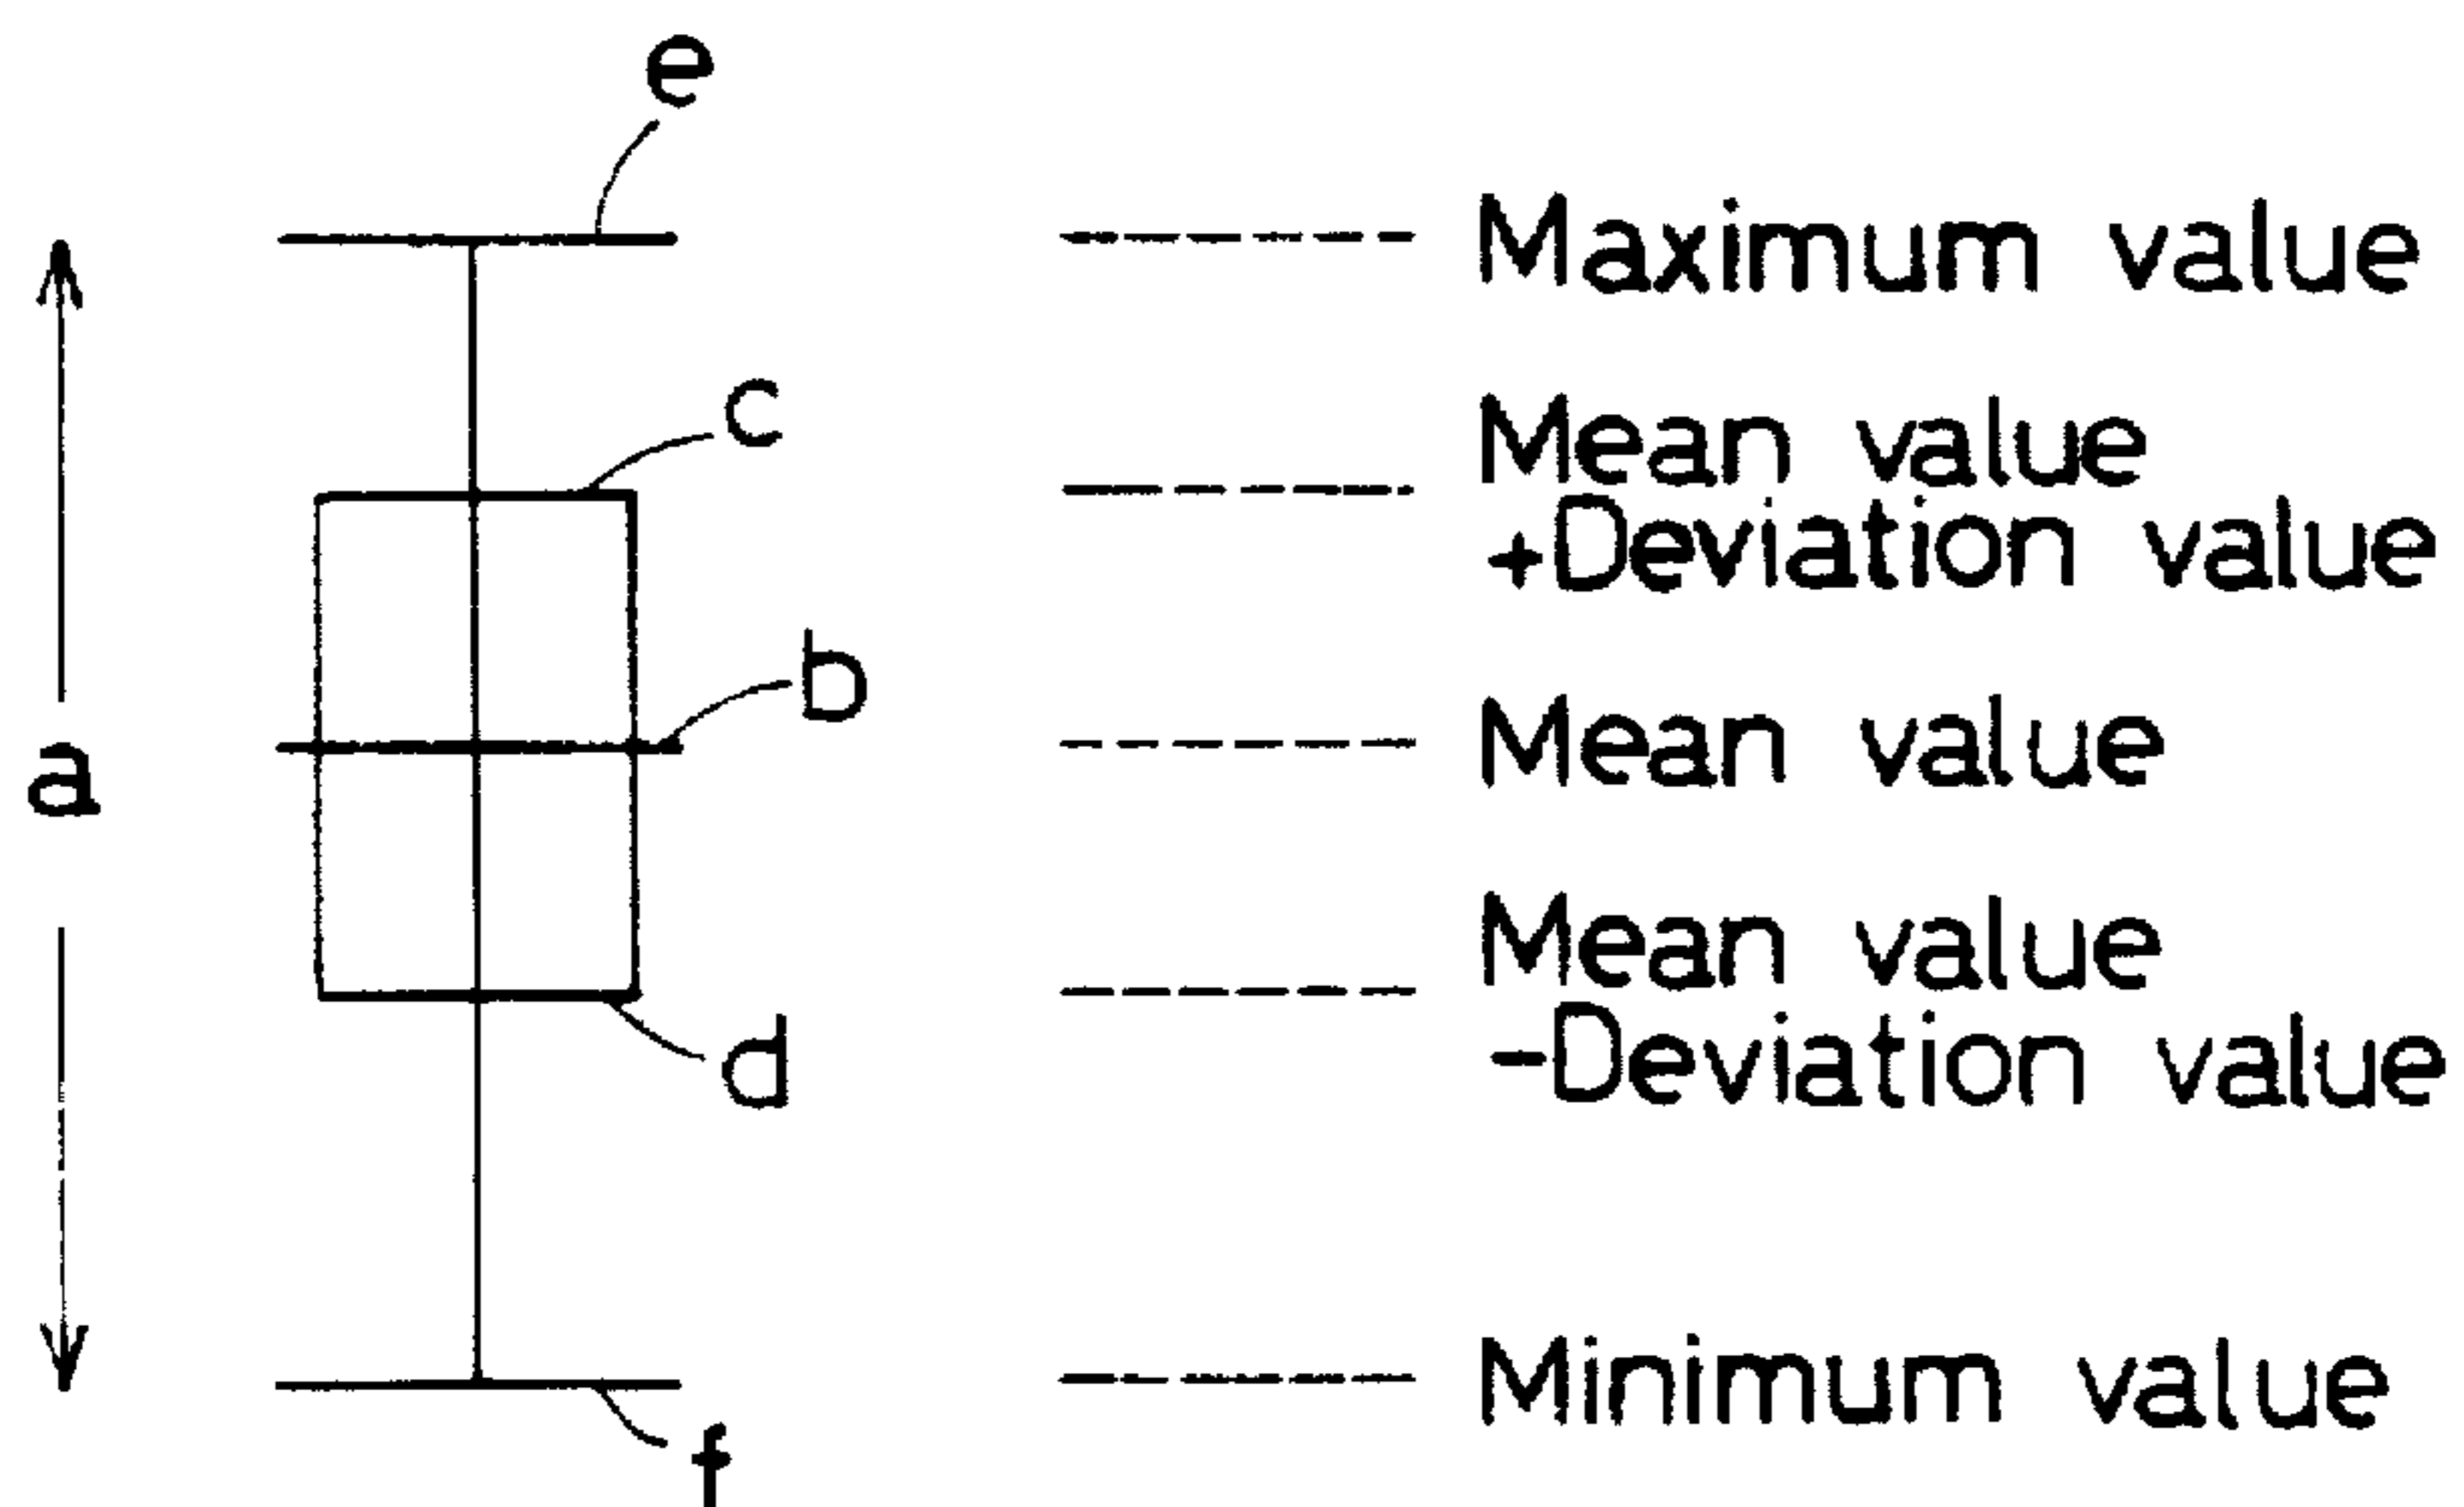 e
Maximum value
c
Mean value
+Deviation value
b
a
Mean value
Mean value
-Deviation value
d
Minimum value
f